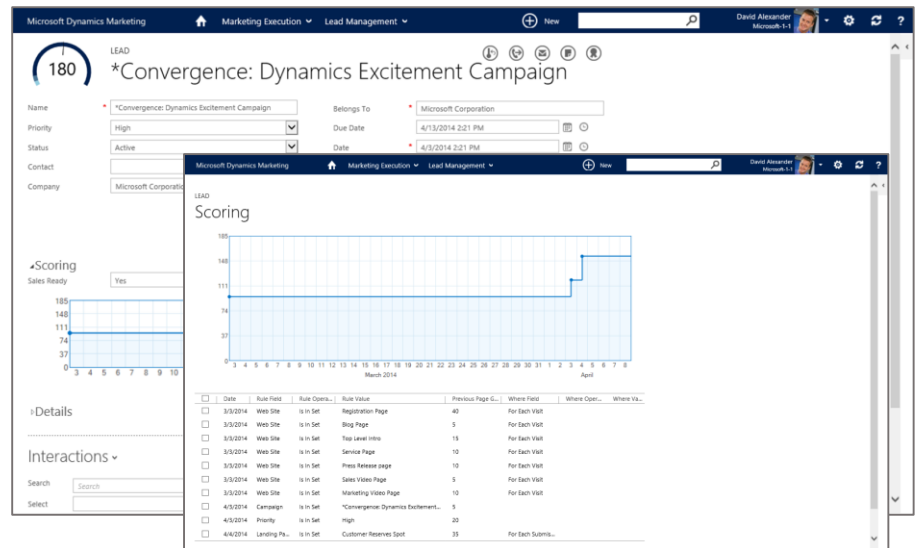 Microsoft Dynamics Marketing Marketing Execution Lead Management New David Alexander
Microsoft-1-1 ?
180
LEAD
*Convergence: Dynamics Excitement Campaign
Name * *Convergence: Dynamics Excitement Campaign Belongs To * Microsoft Corporation
Priority High Due Date 4/13/2014 2:21 PM
Status Active Date * 4/3/2014 2:21 PM
Contact
Company Microsoft Corporatio
Scoring
Sales Ready Yes
185
148
111
74
37
0
3 4 5 6 7 8 9 10
Details
Interactions
Search Search
Select
Microsoft Dynamics Marketing Marketing Execution Lead Management New David Alexander
Microsoft-1-1 ?
LEAD
Scoring
185
148
111
74
37
0
3 4 5 6 7 8 9 10 11 12 13 14 15 16 17 18 19 20 21 22 23 24 25 26 27 28 29 30 31 1 2 3 4 5 6 7 8
March 2014 April
Date Rule Field Rule Opera... Rule Value Previous Page G... Where Field Where Oper... Where Va...
3/3/2014 Web Site Is in Set Registration Page 40 For Each Visit
3/3/2014 Web Site Is in Set Blog Page 5 For Each Visit
3/3/2014 Web Site Is in Set Top Level Intro 15 For Each Visit
3/3/2014 Web Site Is in Set Service Page 10 For Each Visit
3/3/2014 Web Site Is in Set Press Release page 10 For Each Visit
3/3/2014 Web Site Is in Set Sales Video Page 5 For Each Visit
3/3/2014 Web Site Is in Set Marketing Video Page 10 For Each Visit
4/3/2014 Campaign Is in Set *Convergence: Dynamics Excitement... 5
4/3/2014 Priority Is in Set High 20
4/4/2014 Landing Pa... Is in Set Customer Reserves Spot 35 For Each Submis...